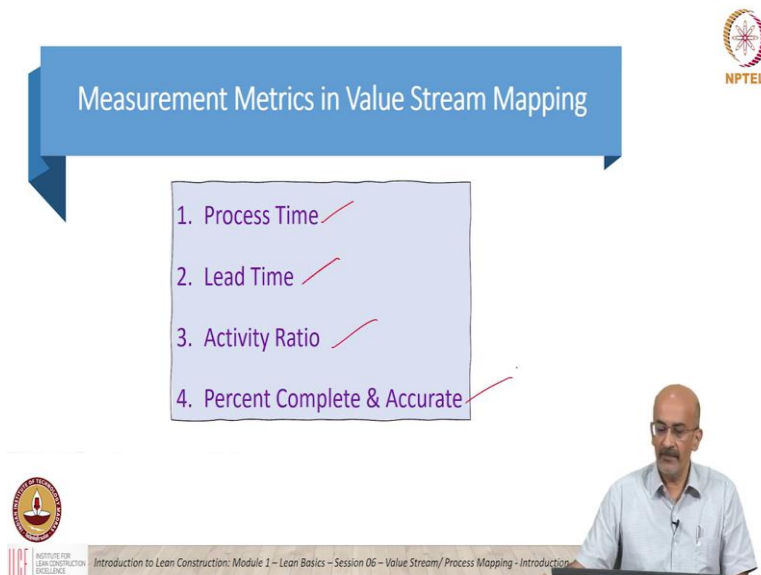 NPTEL
Measurement Metrics in Value Stream Mapping
1. Process Time
2. Lead Time
3. Activity Ratio
4. Percent Complete & Accurate
INSTITUTE FOR
LEAN CONSTRUCTION
EXCELLENCE
Introduction to Lean Construction: Module 1 – Lean Basics – Session 06 – Value Stream/ Process Mapping - Introduction